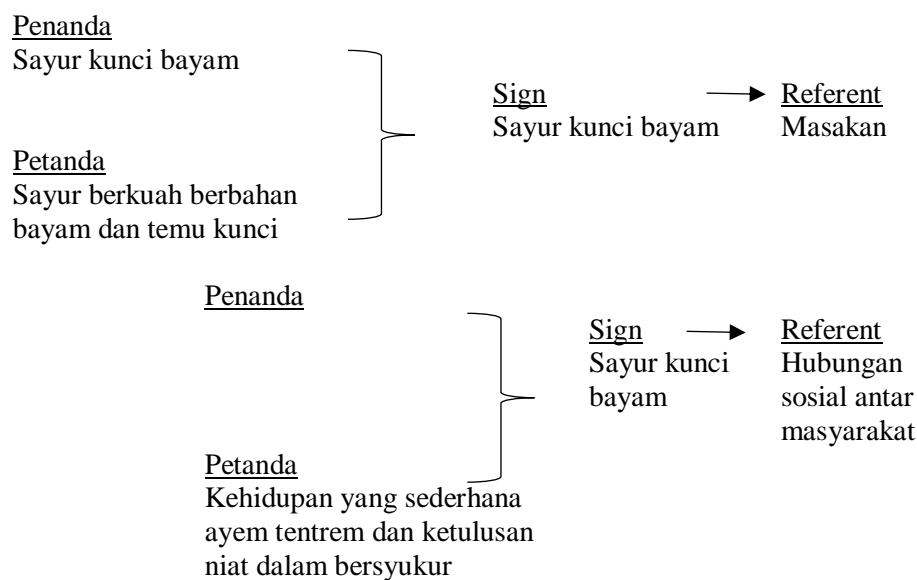 Penanda
Sayur kunci bayam
Petanda
Sayur berkuah berbahan
bayam dan temu kunci
Sign
Sayur kunci bayam
Referent
Masakan
Penanda
Petanda
Kehidupan yang sederhana
ayem tentrem dan ketulusan
niat dalam bersyukur
Sign
Sayur kunci
bayam
Referent
Hubungan
sosial antar
masyarakat